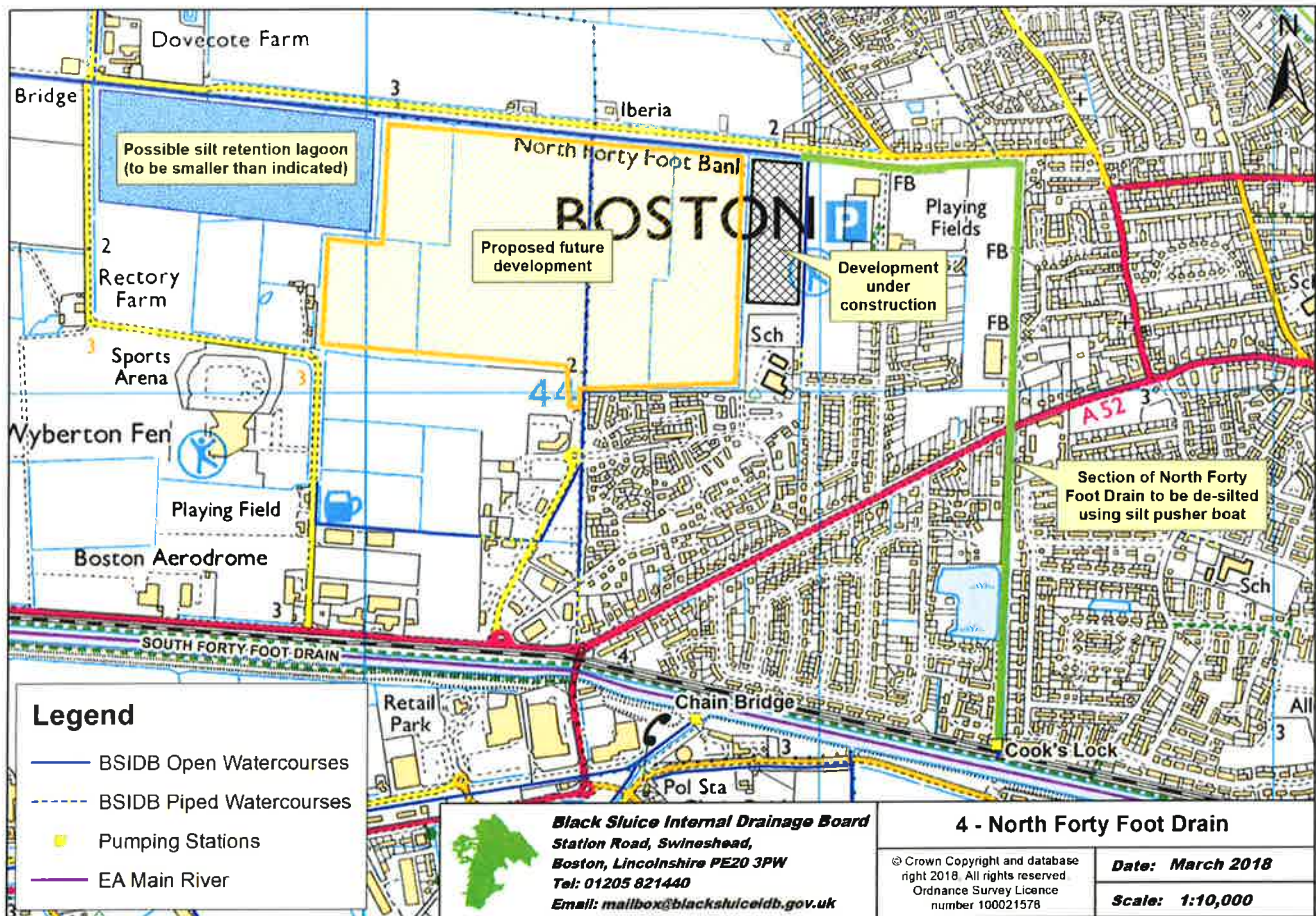 Dovecote Farm
N
Bridge
3
Iberia
2
Possible silt retention lagoon
(to be smaller than indicated)
North Forty Foot Bank
BOSTON
P
FB
Playing
Fields
FB
Proposed future
development
Development
under
construction
2
Rectory
Farm
FB
Sch
3
Sports
Arena
3
2
44
A 52
3
Wyberton Fen
Section of North Forty
Foot Drain to be de-silted
using silt pusher boat
Playing Field
Boston Aerodrome
Sch
3
SOUTH FORTY FOOT DRAIN
4
Retail
Park
Chain Bridge
All
3
Cook's Lock
3
Pol Sta
Legend
BSIDB Open Watercourses
BSIDB Piped Watercourses
Pumping Stations
EA Main River
3
Black Sluice Internal Drainage Board
Station Road, Swineshead,
Boston, Lincolnshire PE20 3PW
Tel: 01205 821440
Email: mailbox@blacksluiceidb.gov.uk
4 - North Forty Foot Drain
© Crown Copyright and database
right 2018. All rights reserved.
Ordnance Survey Licence
number 100021576
Date: March 2018
Scale: 1:10,000